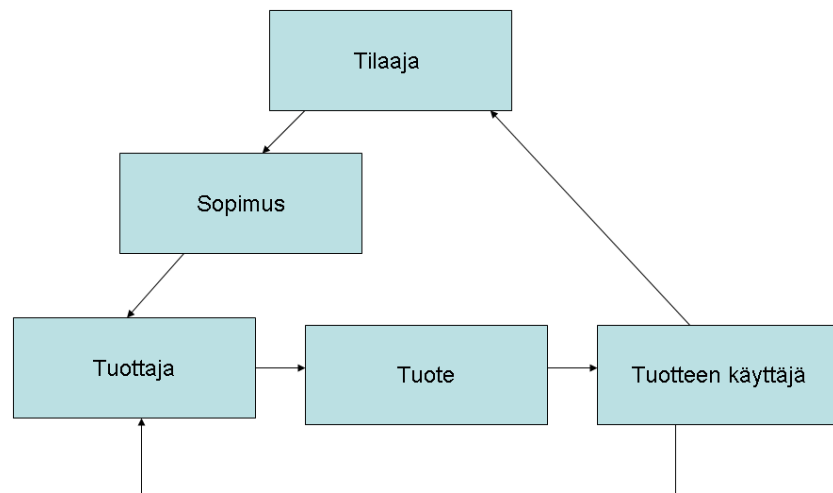 Tilaaja
Sopimus
Tuottaja
Tuote
Tuotteen käyttäjä